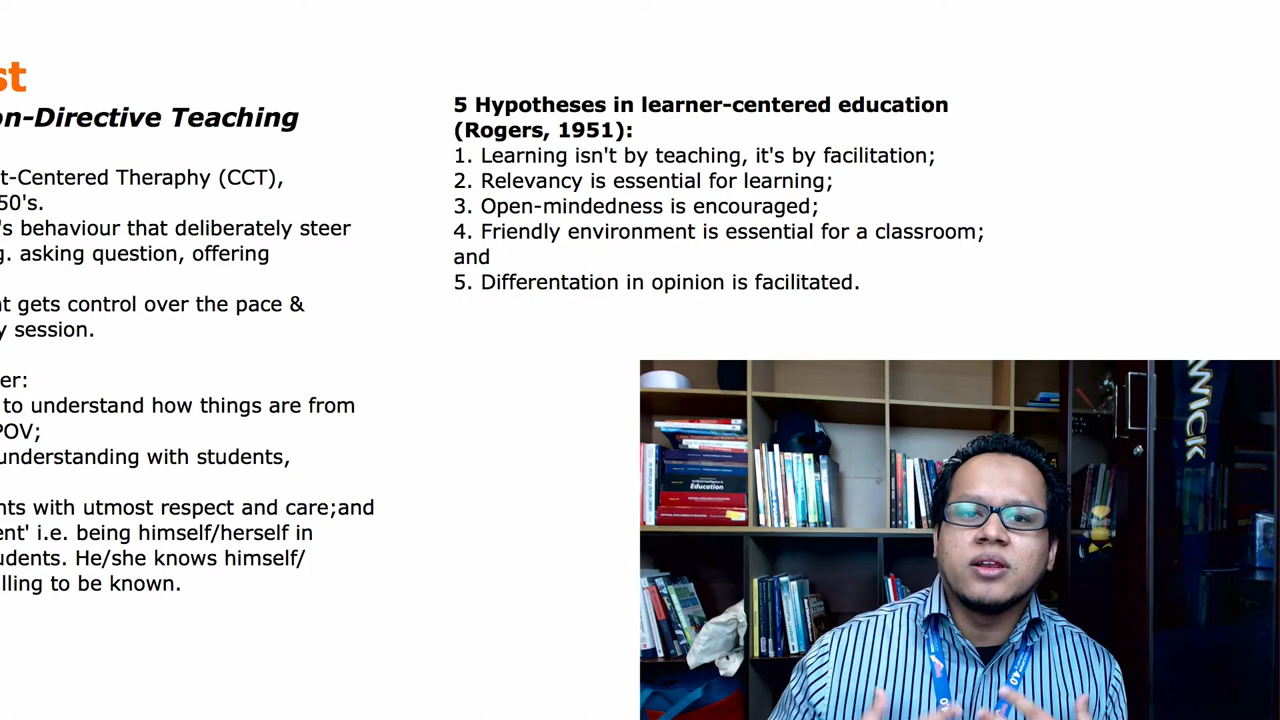 st
on-Directive Teaching
t-Centered Theraphy (CCT),
50's.
's behaviour that deliberately steer
g. asking question, offering
nt gets control over the pace &
y session.
er:
to understand how things are from
POV;
understanding with students,
nts with utmost respect and care;and
ent' i.e. being himself/herself in
udents. He/she knows himself/
lling to be known.
5 Hypotheses in learner-centered education
(Rogers, 1951):
1. Learning isn't by teaching, it's by facilitation;
2. Relevancy is essential for learning;
3. Open-mindedness is encouraged;
4. Friendly environment is essential for a classroom;
and
5. Differentation in opinion is facilitated.
Education
WICK